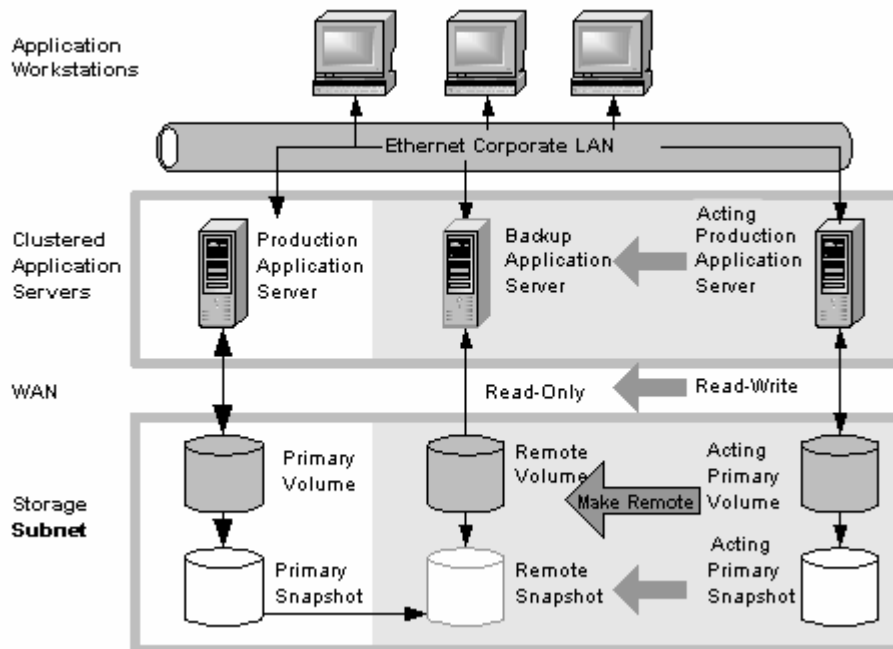 Application
Workstations
Ethernet Corporate LAN
Clustered
Application
Servers
Production
Application
Server
Backup
Application
Server
Acting
Production
Application
Server
WAN
Read-Only
Read-Write
Storage
Subnet
Primary
Volume
Remote
Volume
Make Remote
Acting
Primary
Volume
Primary
Snapshot
Remote
Snapshot
Acting
Primary
Snapshot